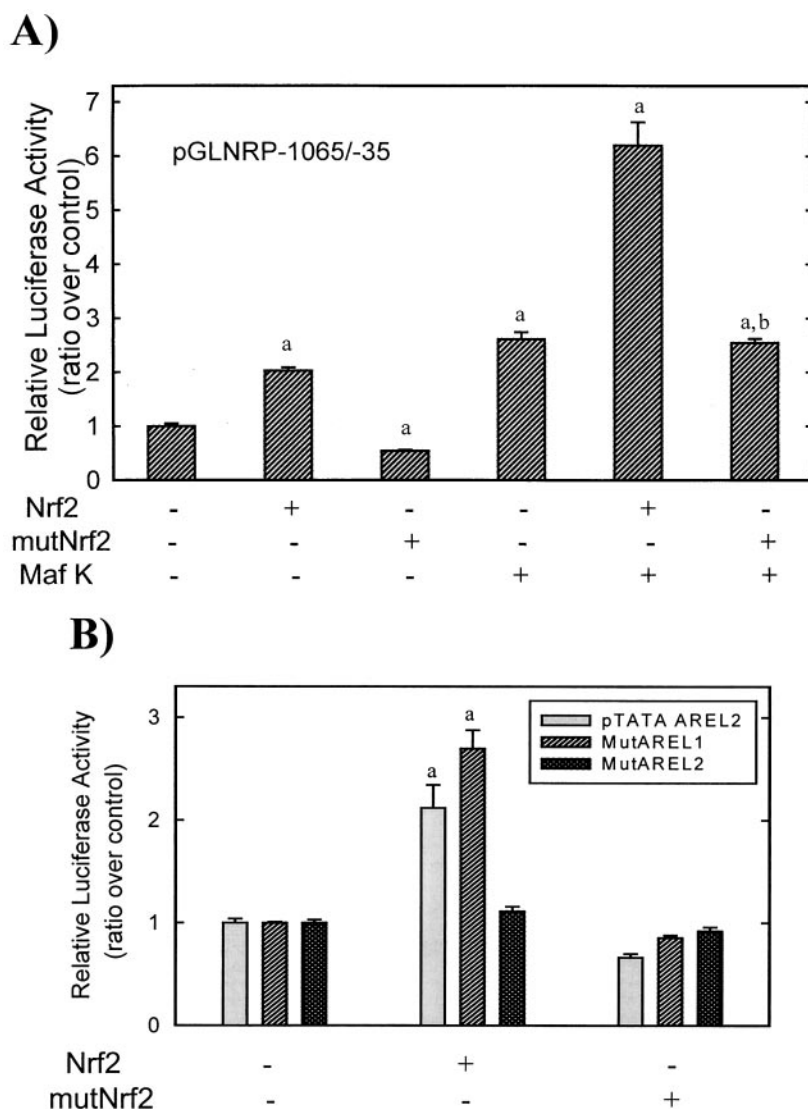 A)
Relative Luciferase Activity
(ratio over control)
7
6
5
4
3
2
1
0
pGLNRP-1065/-35
a
a
a
a
a,b
Nrf2 - + - - + -
mutNrf2 - - + - - +
Maf K - - - + + +
B)
Relative Luciferase Activity
(ratio over control)
3
2
1
0
a
a
pTATA AREL2
MutAREL1
MutAREL2
Nrf2 - + -
mutNrf2 - - +